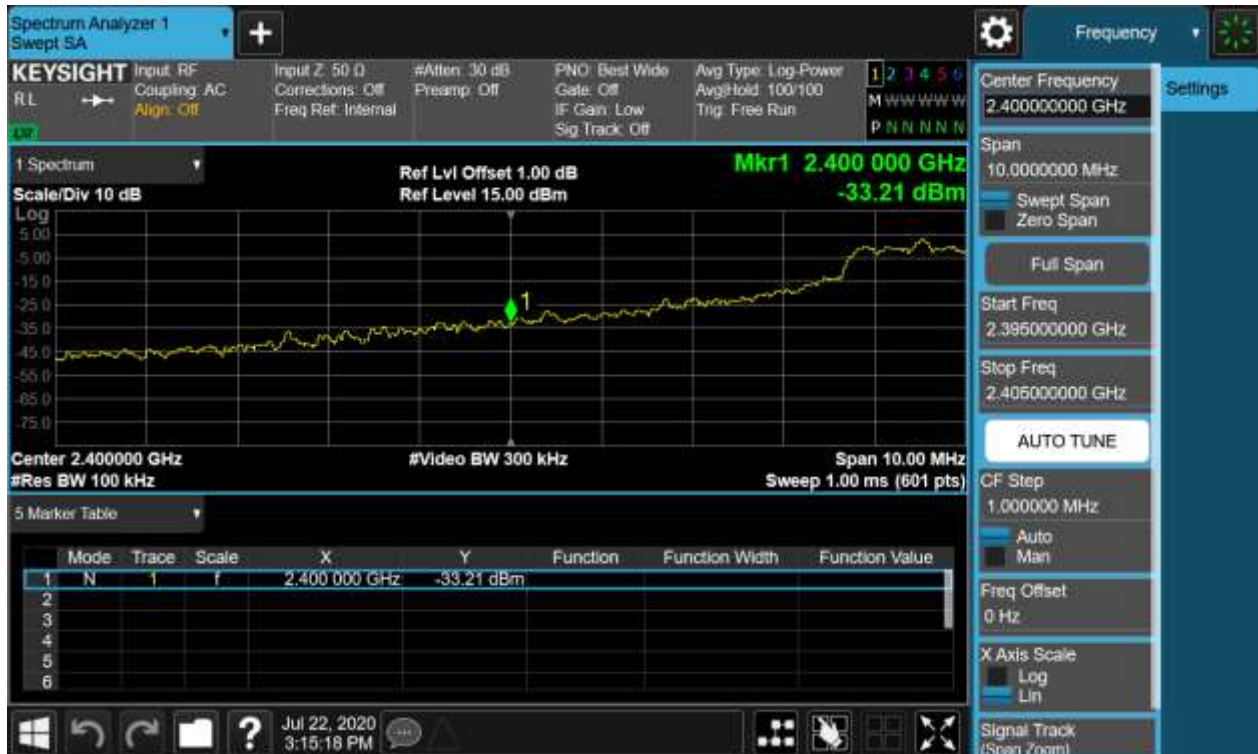 Spectrum Analyzer 1
Swept SA
+
Frequency
KEYSIGHT
RL
Input: RF
Coupling: AC
Align: Off
Input Z: 50 Ω
Corrections: Off
Freq Ref: Internal
#Atten: 30 dB
Preamp: Off
PNO: Best Wide
Gate: Off
IF Gain: Low
Sig Track: Off
Avg Type: Log-Power
Avg|Hold: 100/100
Trig: Free Run
1 2 3 4 5 6
M W W W W W
P N N N N N
1 Spectrum
Scale/Div 10 dB
Ref Lvl Offset 1.00 dB
Ref Level 15.00 dBm
Mkr1 2.400 000 GHz
-33.21 dBm
Log
5.00
-5.00
-15.0
-25.0
-35.0
-45.0
-55.0
-65.0
-75.0
1
Center 2.400000 GHz
#Res BW 100 kHz
#Video BW 300 kHz
Span 10.00 MHz
Sweep 1.00 ms (601 pts)
5 Marker Table
Mode Trace Scale X Y Function Function Width Function Value
1 N 1 f 2.400 000 GHz -33.21 dBm
2
3
4
5
6
?
Jul 22, 2020
3:15:18 PM
Center Frequency
2.400000000 GHz
Settings
Span
10.0000000 MHz
Swept Span
Zero Span
Full Span
Start Freq
2.395000000 GHz
Stop Freq
2.405000000 GHz
AUTO TUNE
CF Step
1.000000 MHz
Auto
Man
Freq Offset
0 Hz
X Axis Scale
Log
Lin
Signal Track
(Span Zoom)